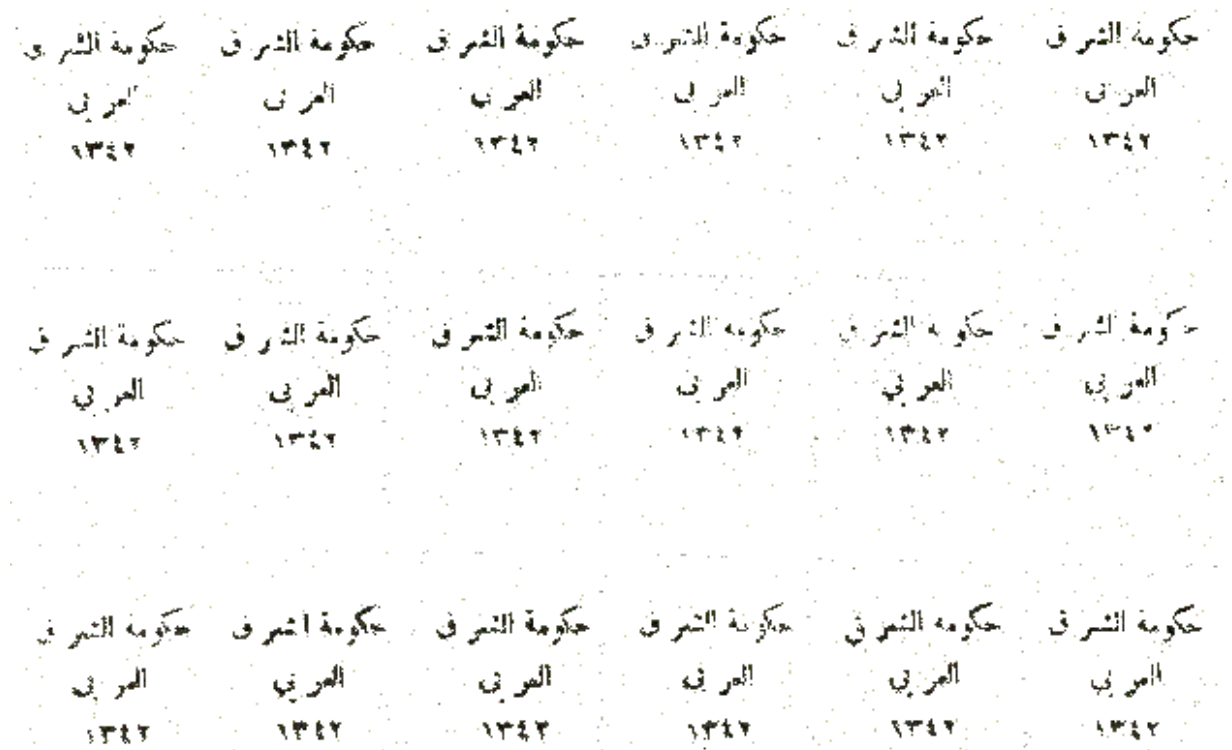 حكومة الشرق
العربي
١٣٤٢
حكومة الشرق
العربي
١٣٤٢
حكومة الشرق
العربي
١٣٤٢
حكومة الشرق
العربي
١٣٤٢
حكومة الشرق
العربي
١٣٤٢
حكومة الشرق
العربي
١٣٤٢
حكومة الشرق
العربي
١٣٤٢
حكومة الشرق
العربي
١٣٤٢
حكومة الشرق
العربي
١٣٤٢
حكومة الشرق
العربي
١٣٤٢
حكومة الشرق
العربي
١٣٤٢
حكومة الشرق
العربي
١٣٤٢
حكومة الشرق
العربي
١٣٤٢
حكومة الشرق
العربي
١٣٤٢
حكومة الشرق
العربي
١٣٤٢
حكومة الشرق
العربي
١٣٤٢
حكومة الشرق
العربي
١٣٤٢
حكومة الشرق
العربي
١٣٤٢